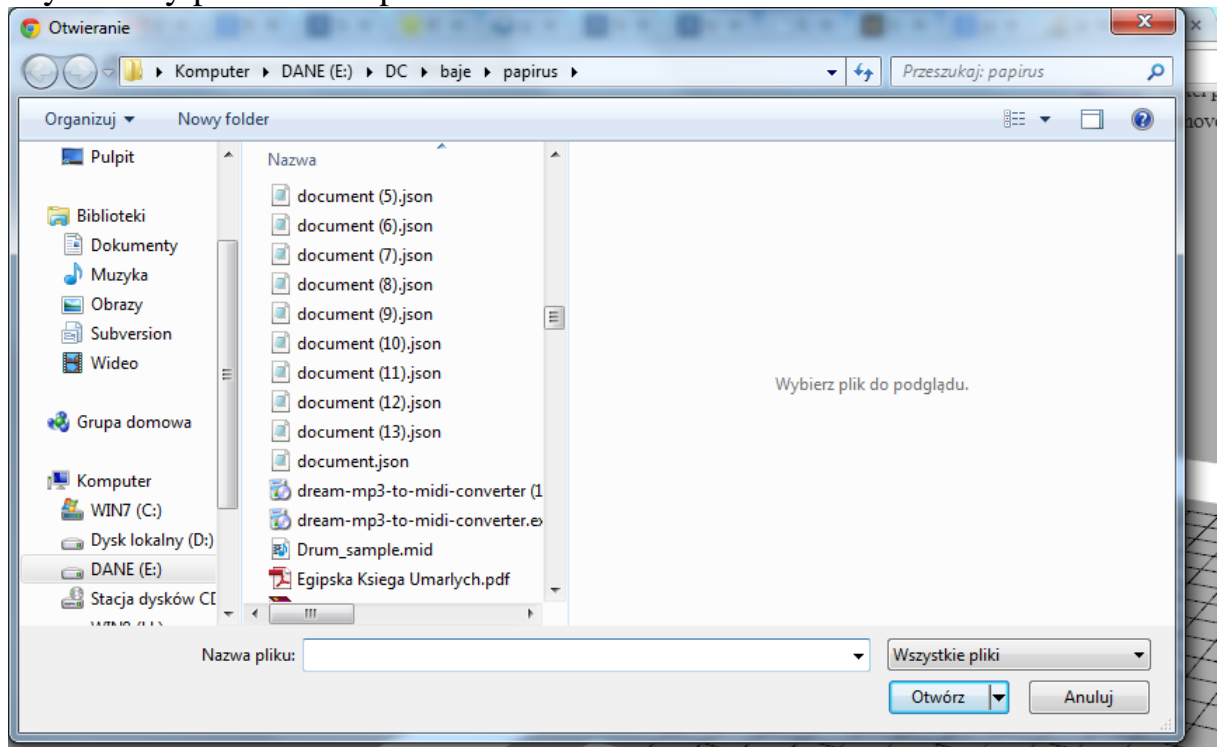 Otwieranie
Komputer ▸ DANE (E:) ▸ DC ▸ baje ▸ papirus ▸
Przeszukaj: papirus
Organizuj
Nowy folder
Pulpit
Biblioteki
Dokumenty
Muzyka
Obrazy
Subversion
Wideo
Grupa domowa
Komputer
WIN7 (C:)
Dysk lokalny (D:)
DANE (E:)
Stacja dysków
Nazwa
document (5).json
document (6).json
document (7).json
document (8).json
document (9).json
document (10).json
document (11).json
document (12).json
document (13).json
document.json
dream-mp3-to-midi-converter (1
dream-mp3-to-midi-converter.ex
Drum_sample.mid
Egipska Ksiega Umarlych.pdf
Wybierz plik do podglądu.
Nazwa pliku:
Wszystkie pliki
Otwórz
Anuluj